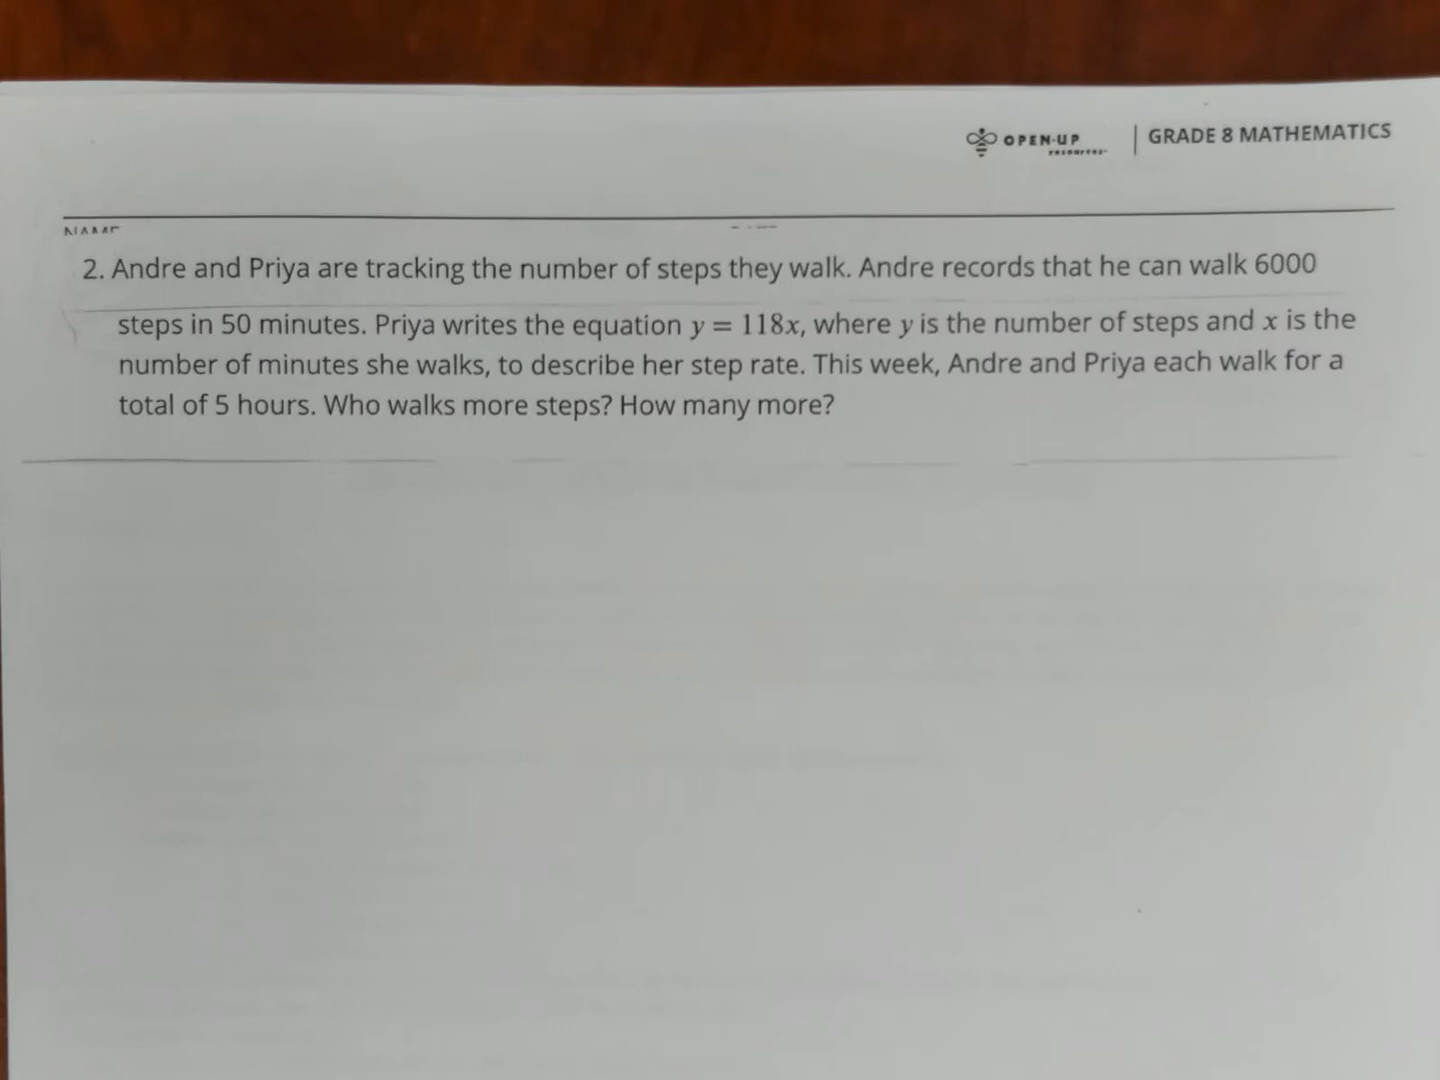 OPEN-UP
resources
GRADE 8 MATHEMATICS
2. Andre and Priya are tracking the number of steps they walk. Andre records that he can walk 6000
steps in 50 minutes. Priya writes the equation y = 118x, where y is the number of steps and x is the
number of minutes she walks, to describe her step rate. This week, Andre and Priya each walk for a
total of 5 hours. Who walks more steps? How many more?